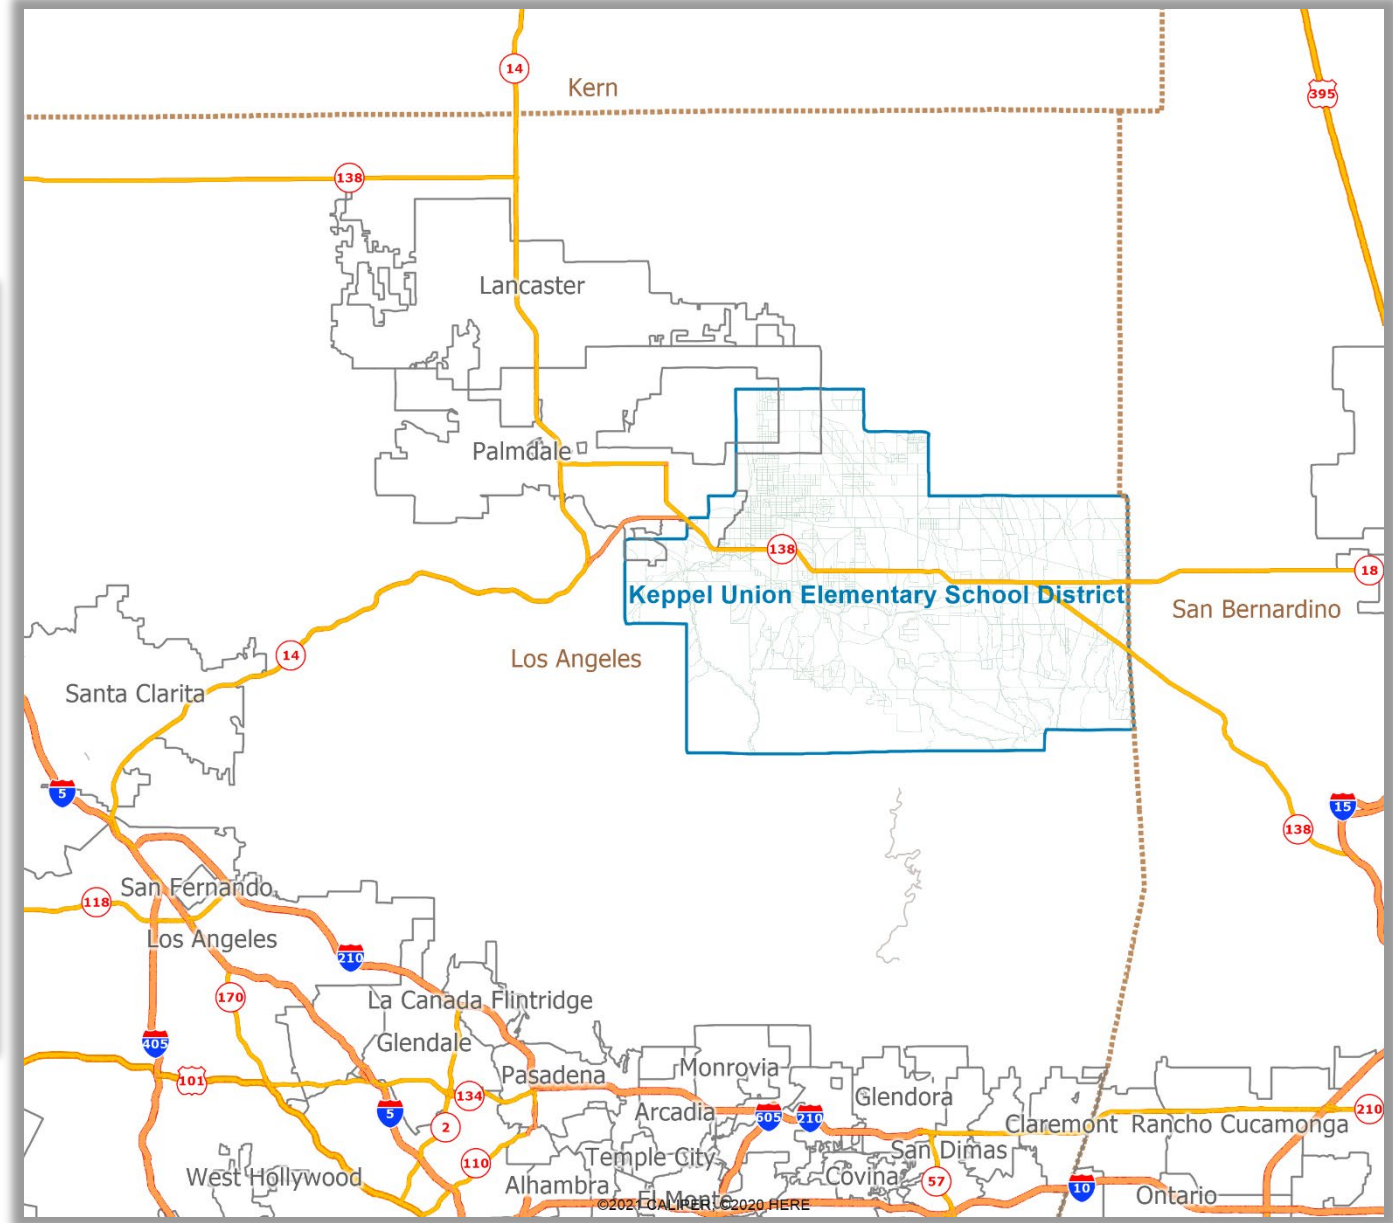 14
Kern
395
138
Lancaster
Palmdale
138
18
Keppel Union Elementary School District
San Bernardino
14
Los Angeles
Santa Clarita
5
15
138
San Fernando
118
Los Angeles
210
170
La Canada Flintridge
405
Glendale
101
Pasadena
Monrovia
134
Glendora
5
Arcadia
605
210
210
2
Claremont
Rancho Cucamonga
San Dimas
Temple City
110
West Hollywood
Alhambra
Covina
57
10
Ontario
El Monte
©2021 CALIPER; ©2020 HERE